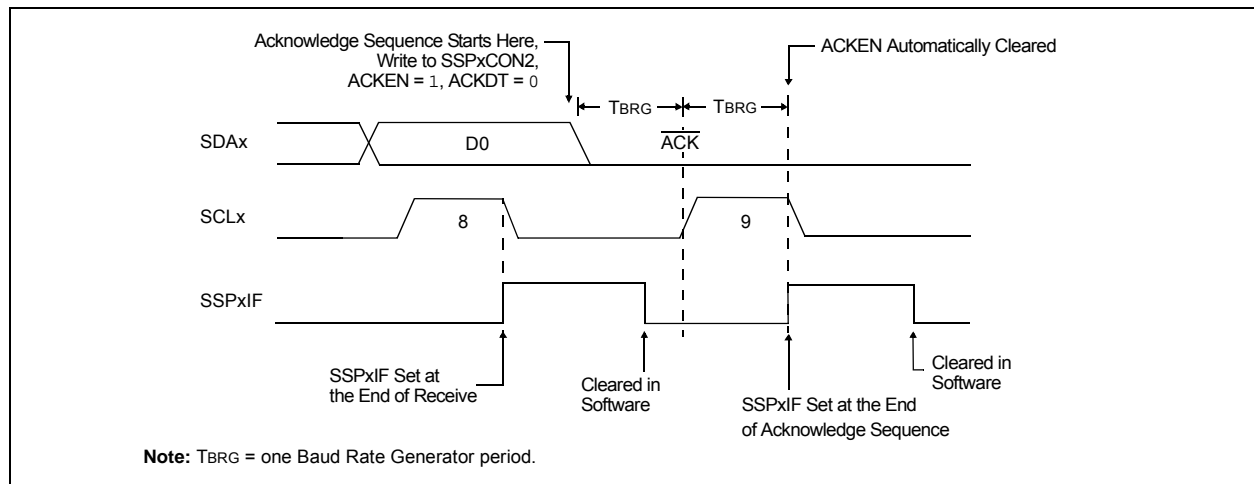 Acknowledge Sequence Starts Here,
Write to SSPxCON2,
ACKEN = 1, ACKDT = 0
ACKEN Automatically Cleared
TBRG
TBRG
SDAx
D0
ACK
SCLx
8
9
SSPxIF
SSPxIF Set at
the End of Receive
Cleared in
Software
SSPxIF Set at the End
of Acknowledge Sequence
Cleared in
Software
Note: TBRG = one Baud Rate Generator period.